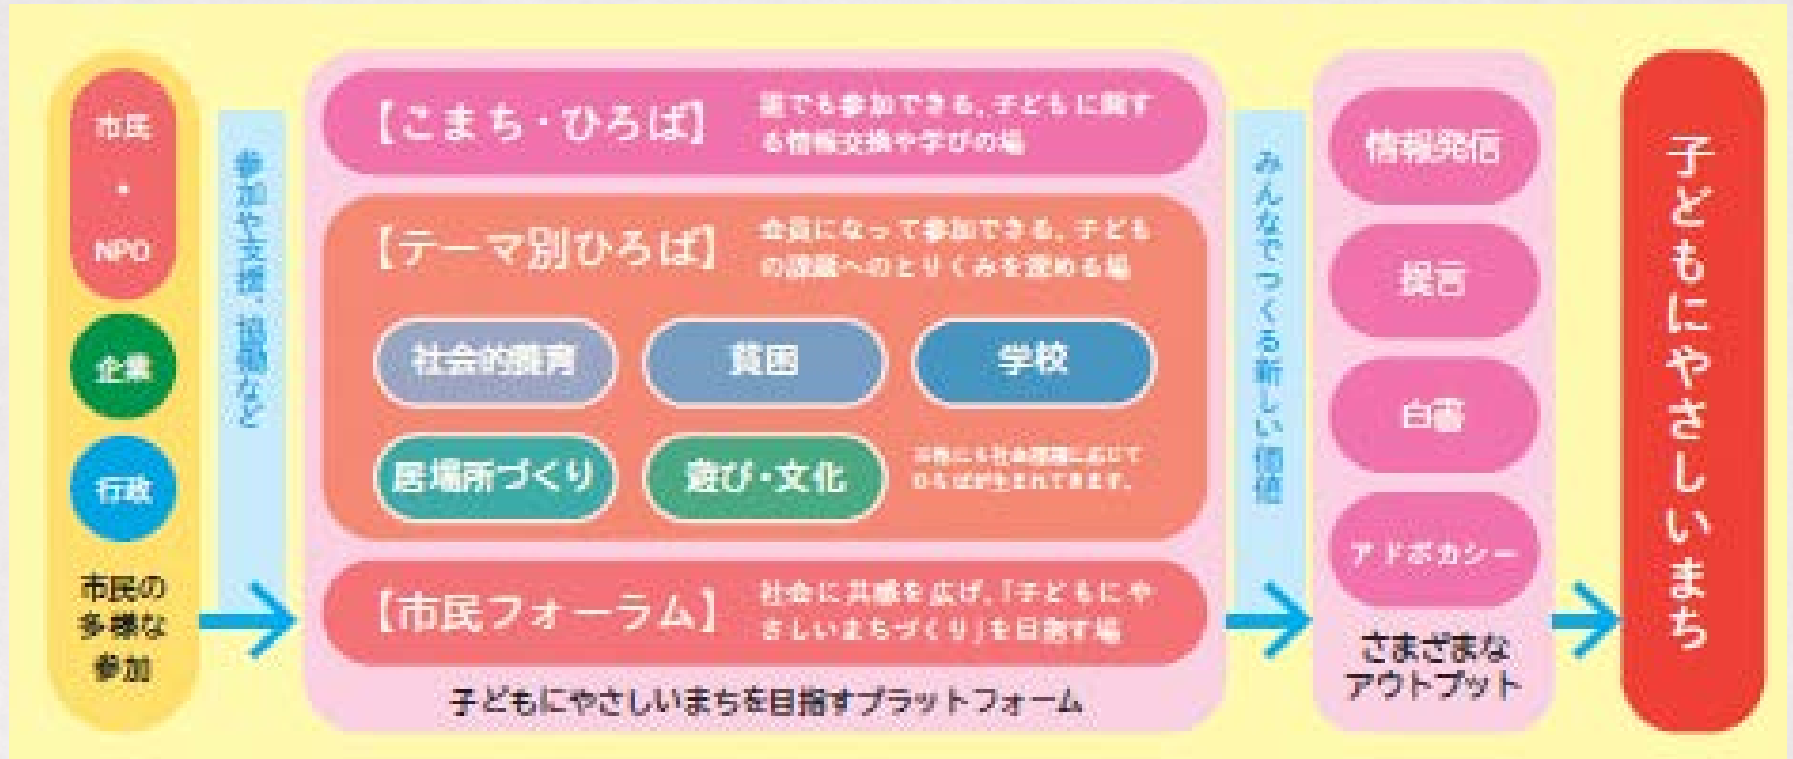 市民
・
NPO
企業
行政
市民の
多様な
参加
参加や支援、協働など
【こまち・ひろば】
誰でも参加できる、子どもに関す
る情報交換や学びの場
【テーマ別ひろば】
会員になって参加できる、子ども
の課題へのとりくみを深める場
社会的養育
貧困
学校
居場所づくり
遊び・文化
※他にも社会課題に応じて
ひろばが生まれてきます。
【市民フォーラム】
社会に共感を広げ、「子どもにや
さしいまちづくり」を目指す場
子どもにやさしいまちを目指すプラットフォーム
みんなでつくる新しい価値
情報発信
提言
白書
アドボカシー
さまざまな
アウトプット
子どもにやさしいまち